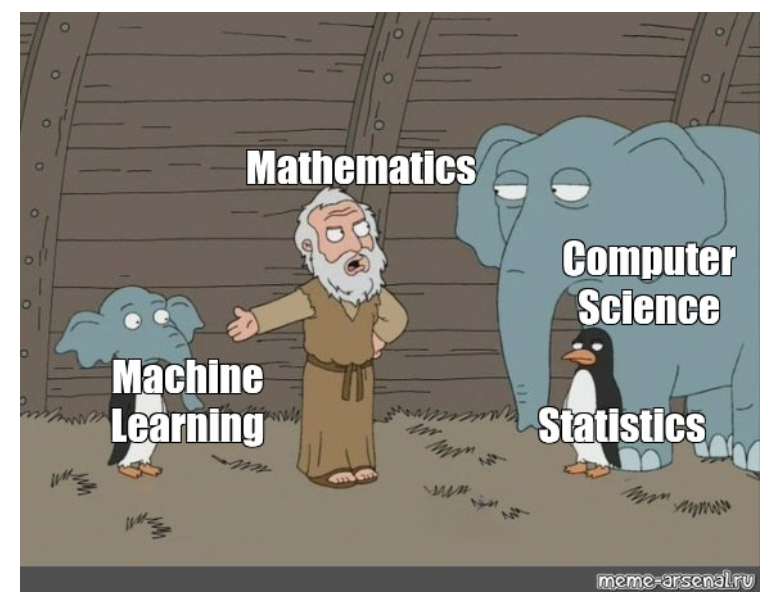 Mathematics
Computer
Science
Machine
Learning
Statistics
meme-arsenal.ru